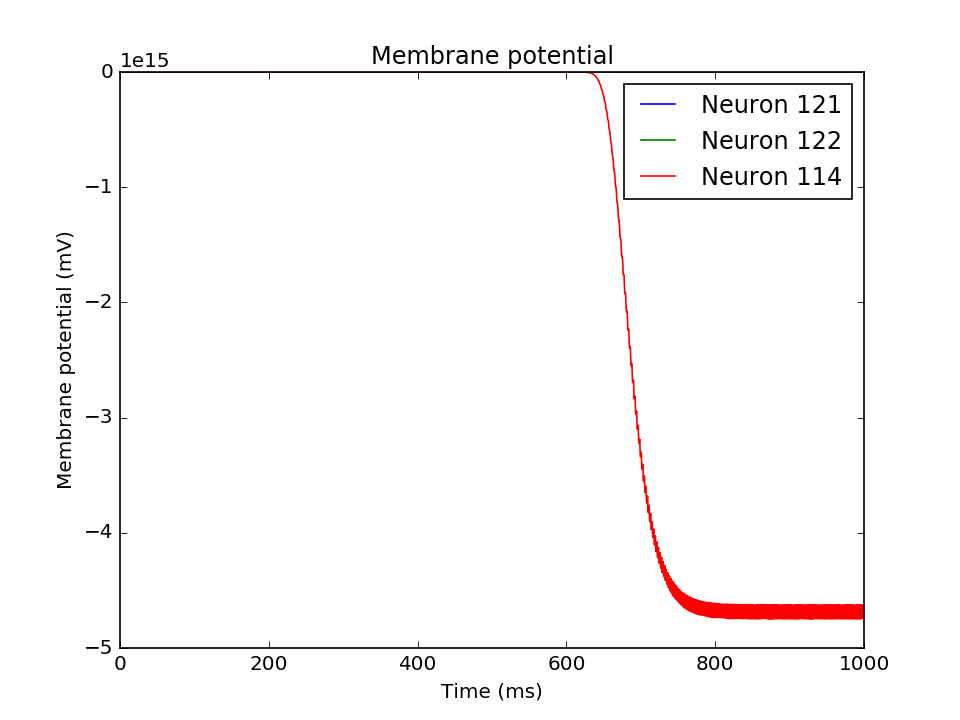 Membrane potential
1e15
0
−1
−2
−3
−4
−5
Membrane potential (mV)
Neuron 121
Neuron 122
Neuron 114
0 200 400 600 800 1000
Time (ms)